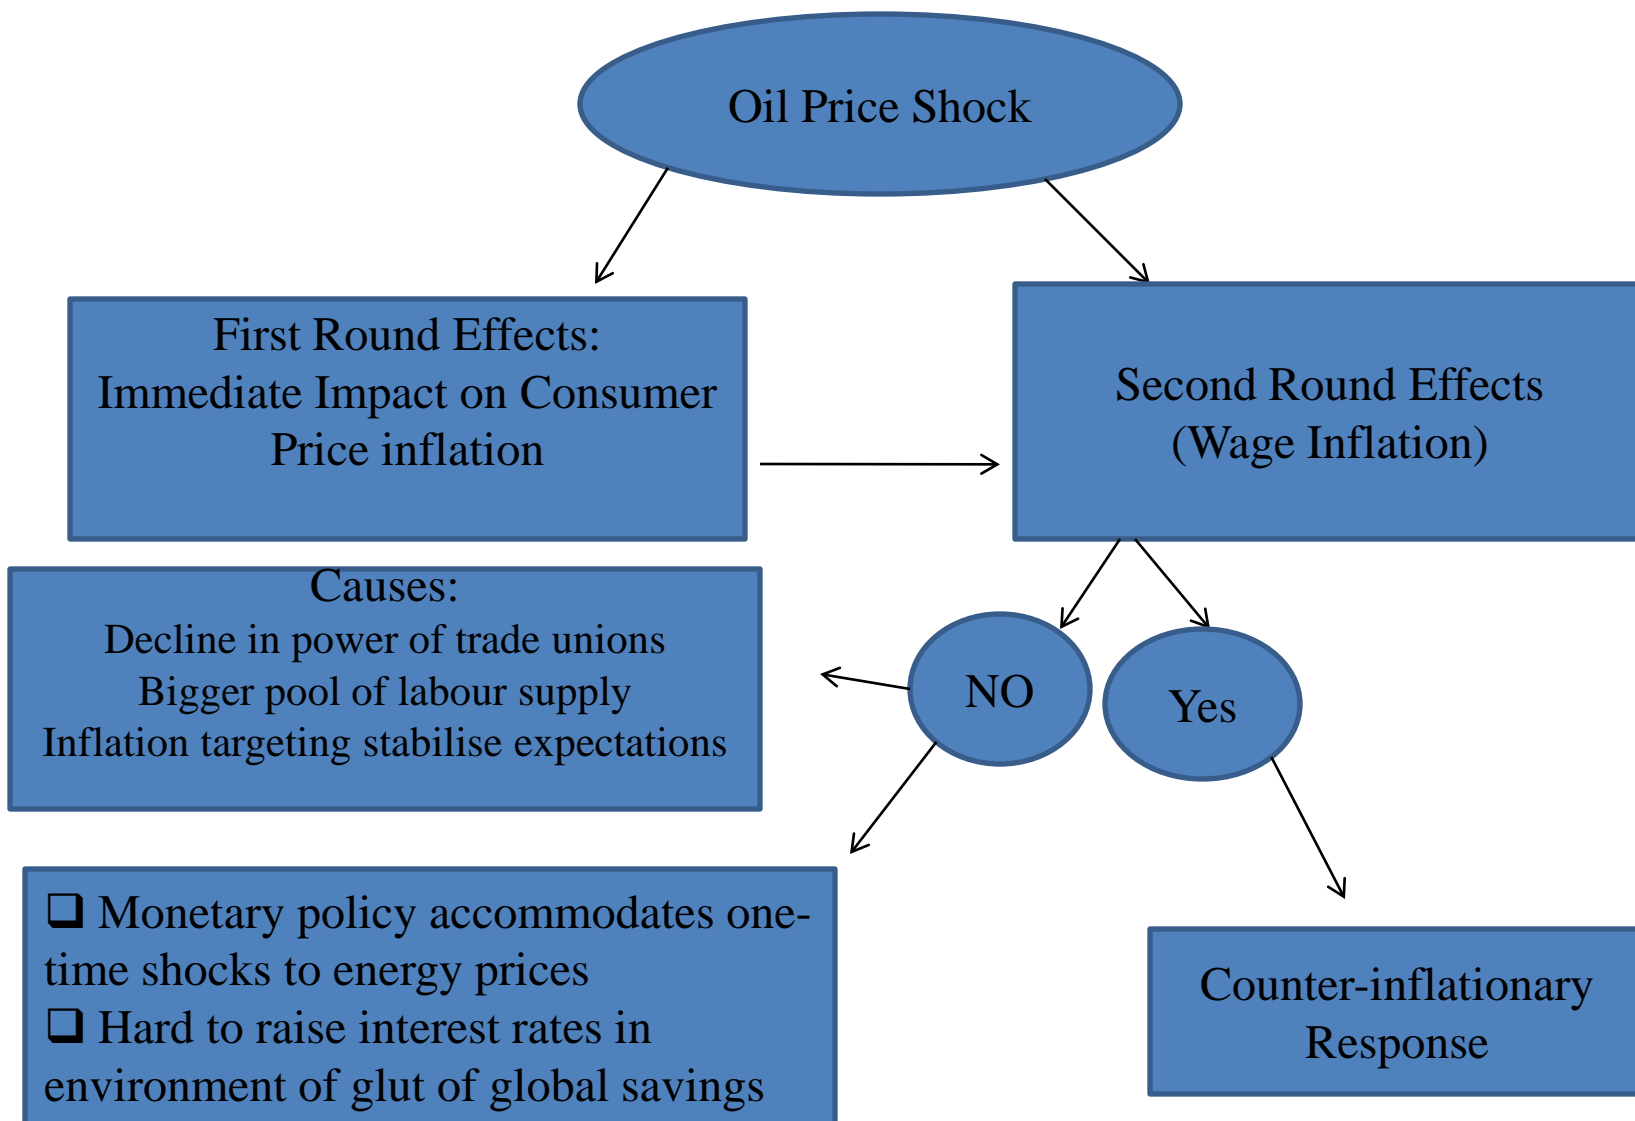 Oil Price Shock
First Round Effects:
Immediate Impact on Consumer
Price inflation
Second Round Effects
(Wage Inflation)
Causes:
Decline in power of trade unions
Bigger pool of labour supply
Inflation targeting stabilise expectations
NO
Yes
❑ Monetary policy accommodates one-
time shocks to energy prices
❑ Hard to raise interest rates in
environment of glut of global savings
Counter-inflationary
Response